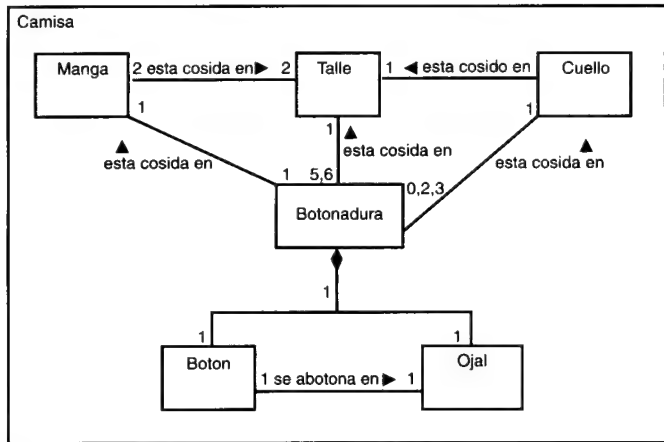 Camisa
Manga
2 esta cosida en ▶ 2
Talle
1 ◀ esta cosido en
Cuello
1
1
1
▲
esta cosida en
▲
esta cosida en
▲
esta cosida en
1
5,6
0,2,3
Botonadura
1
1
1
Boton
1 se abotona en ▶ 1
Ojal